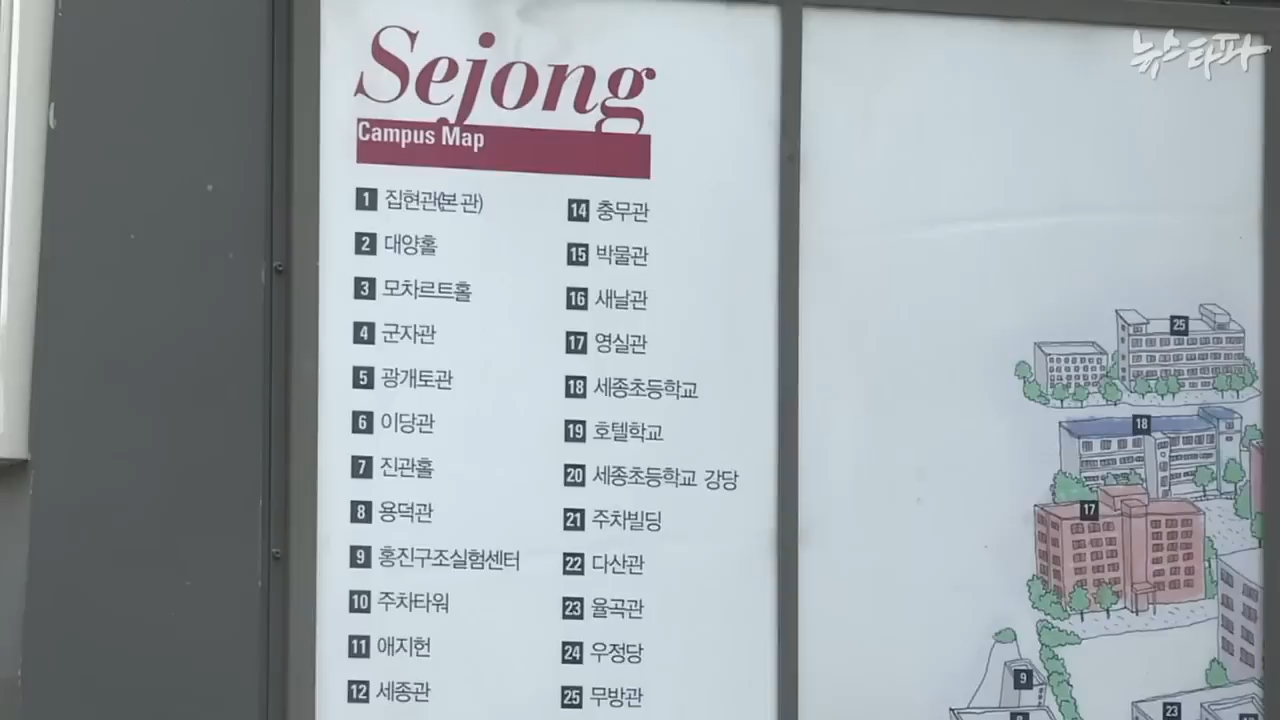 뉴스타파
Sejong
Campus Map
1 집현관(본관)
2 대양홀
3 모차르트홀
4 군자관
5 광개토관
6 이당관
7 진관홀
8 용덕관
9 홍진구조실험센터
10 주차타워
11 애지헌
12 세종관
14 충무관
15 박물관
16 새날관
17 영실관
18 세종초등학교
19 호텔학교
20 세종초등학교 강당
21 주차빌딩
22 다산관
23 율곡관
24 우정당
25 무방관
25
18
17
9
23